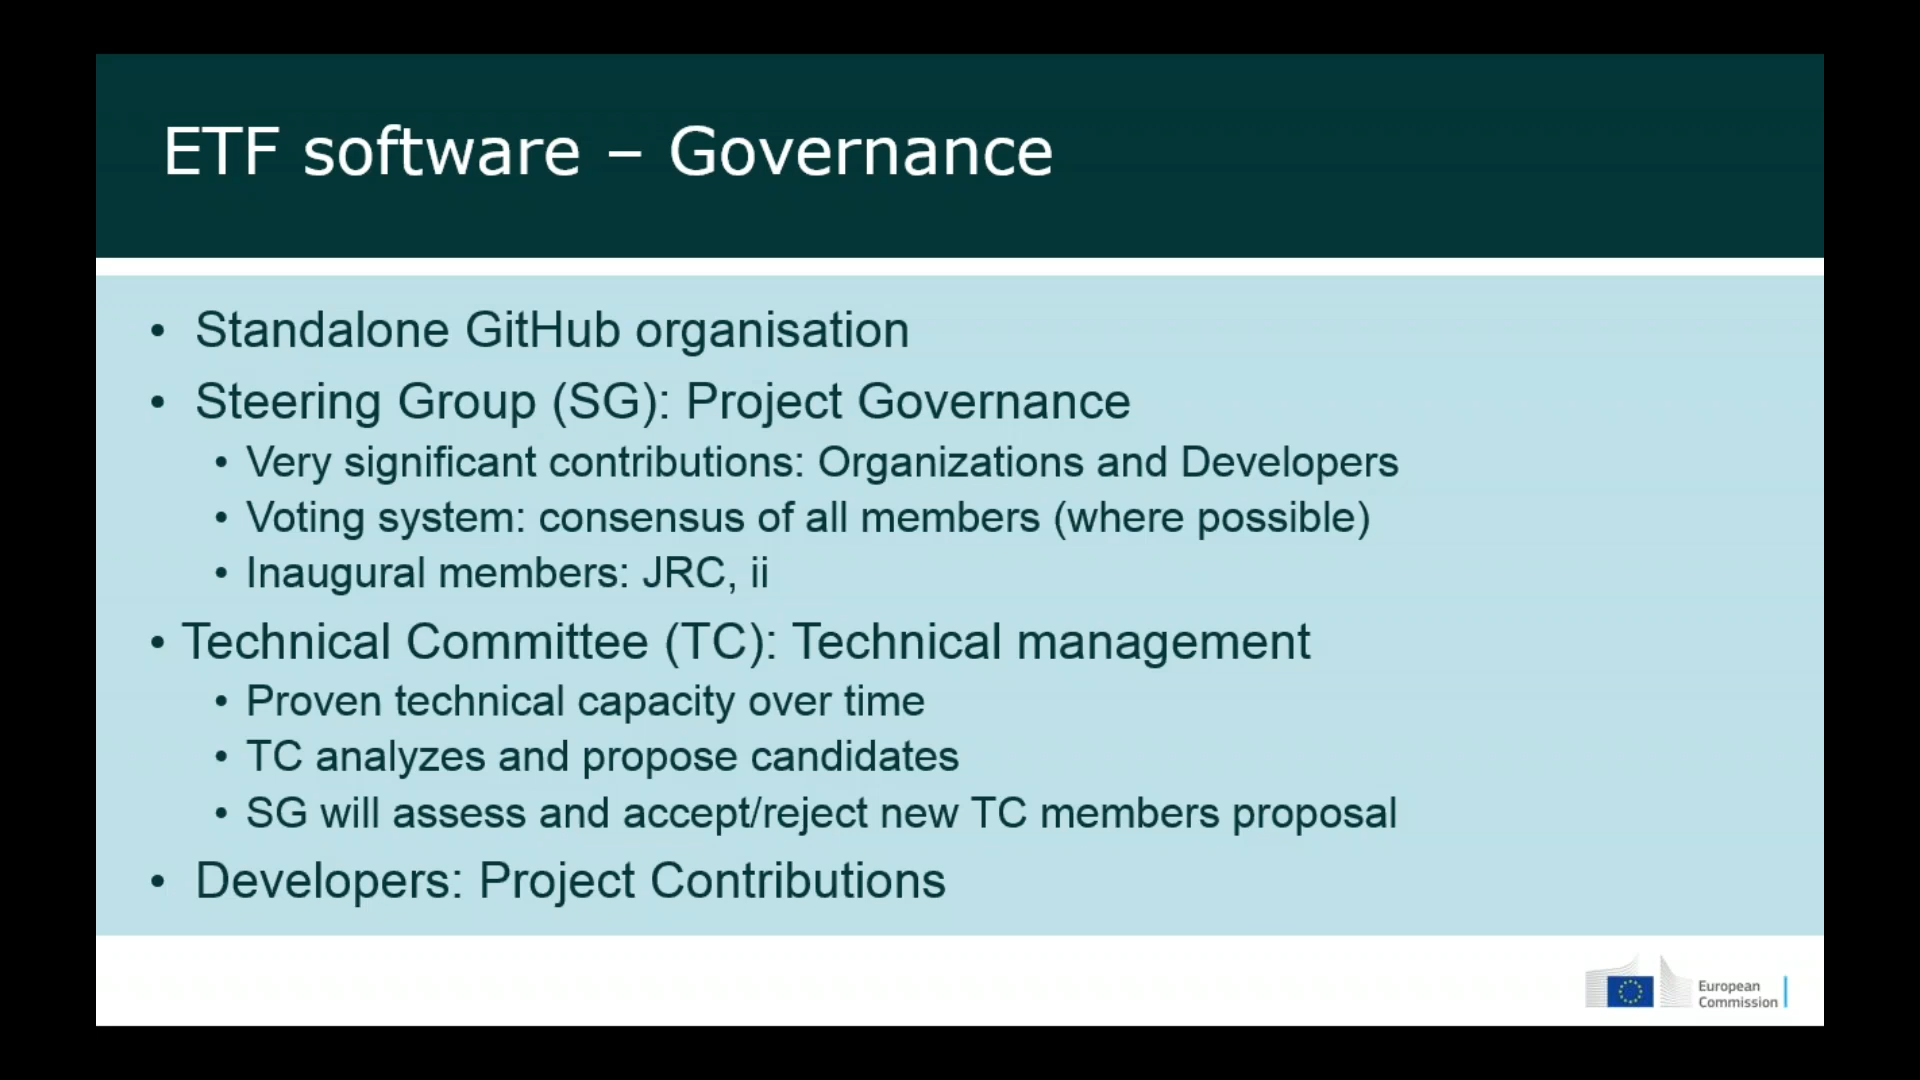 ETF software – Governance
• Standalone GitHub organisation
• Steering Group (SG): Project Governance
• Very significant contributions: Organizations and Developers
• Voting system: consensus of all members (where possible)
• Inaugural members: JRC, ii
• Technical Committee (TC): Technical management
• Proven technical capacity over time
• TC analyzes and propose candidates
• SG will assess and accept/reject new TC members proposal
• Developers: Project Contributions
European
Commission